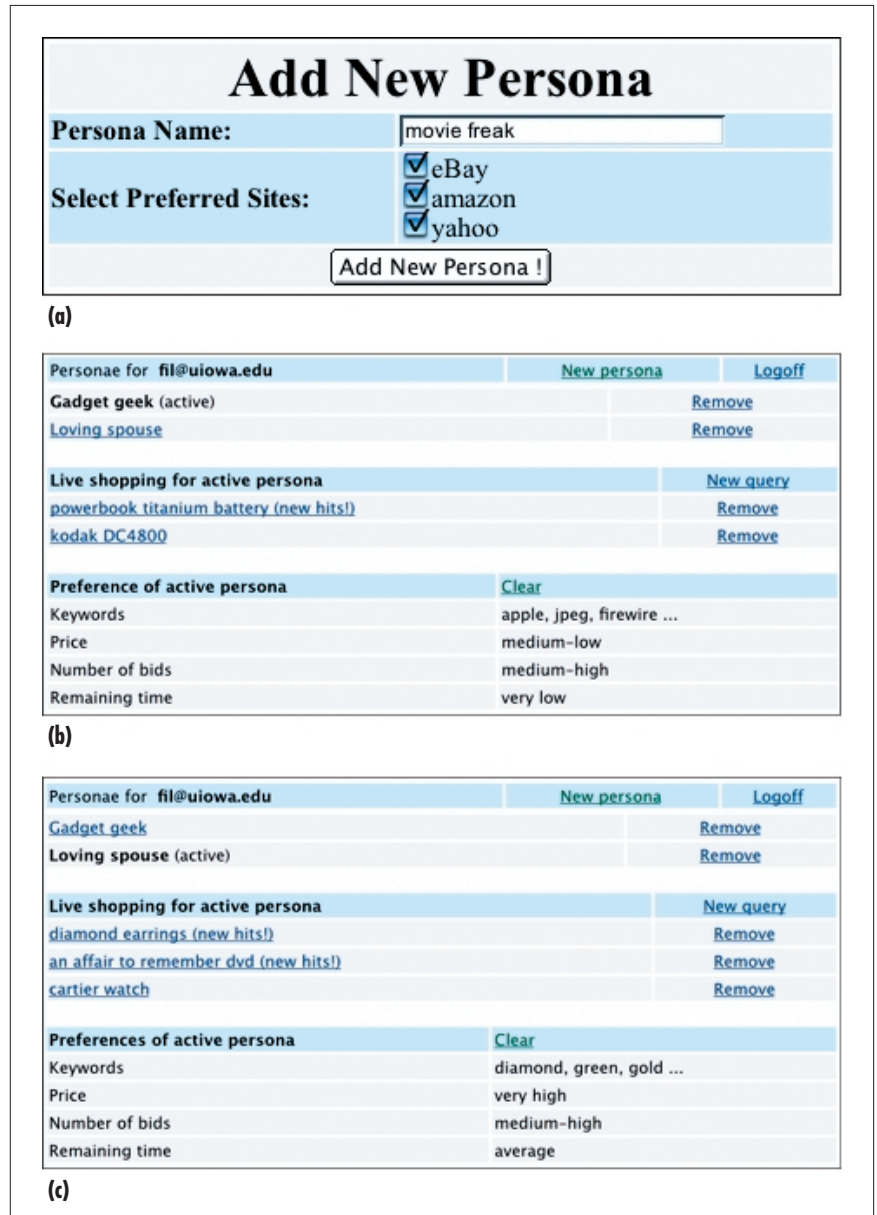 Add New Persona
Persona Name: movie freak
Select Preferred Sites:
eBay
amazon
yahoo
Add New Persona !
(a)
Personae for fil@uiowa.edu New persona Logoff
Gadget geek (active) Remove
Loving spouse Remove
Live shopping for active persona New query
powerbook titanium battery (new hits!) Remove
kodak DC4800 Remove
Preference of active persona Clear
Keywords apple, jpeg, firewire ...
Price medium-low
Number of bids medium-high
Remaining time very low
(b)
Personae for fil@uiowa.edu New persona Logoff
Gadget geek Remove
Loving spouse (active) Remove
Live shopping for active persona New query
diamond earrings (new hits!) Remove
an affair to remember dvd (new hits!) Remove
cartier watch Remove
Preferences of active persona Clear
Keywords diamond, green, gold ...
Price very high
Number of bids medium-high
Remaining time average
(c)